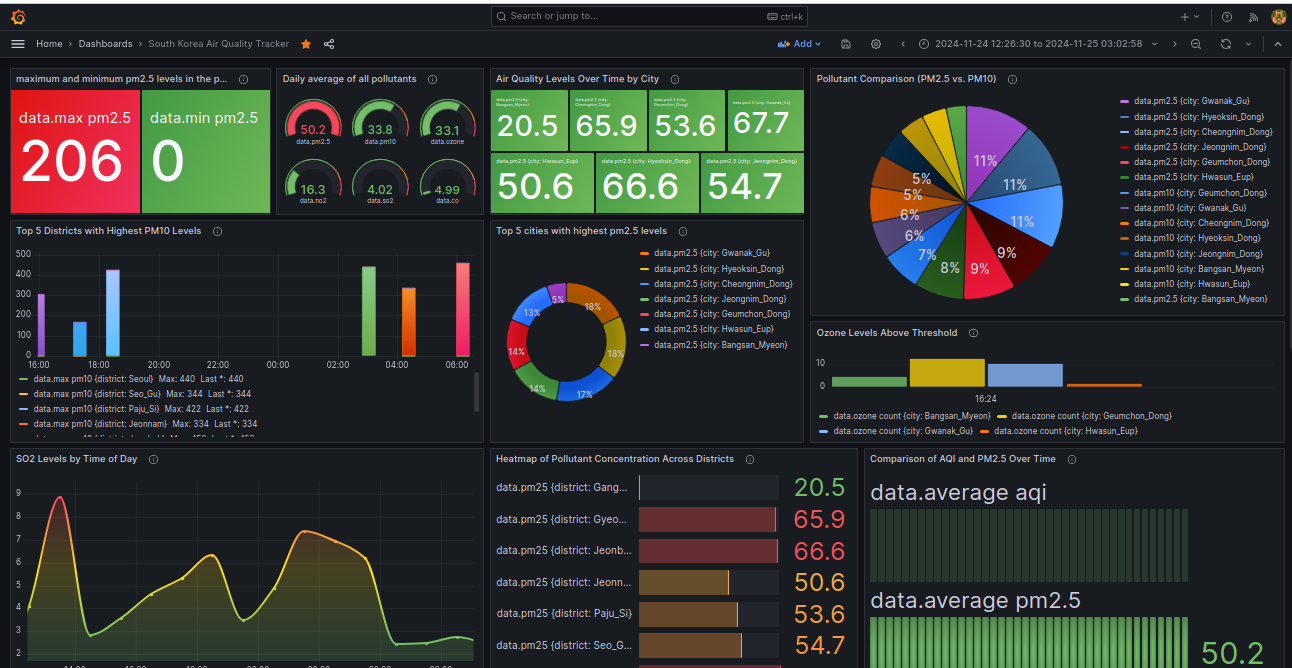 Search or jump to...
ctrl+k
Home › Dashboards › South Korea Air Quality Tracker
Add
2024-11-24 12:26:30 to 2024-11-25 03:02:58
maximum and minimum pm2.5 levels in the p...
data.max pm2.5
206
data.min pm2.5
0
Daily average of all pollutants
50.2
data.pm2.5
33.8
data.pm10
33.1
data.ozone
16.3
data.no2
4.02
data.so2
4.99
data.co
Air Quality Levels Over Time by City
data.pm2.5 {city: Bangsan_Myeon}
20.5
data.pm2.5 {city: Cheongnim_Dong}
65.9
data.pm2.5 {city: Geumchon_Dong}
53.6
data.pm2.5 {city: Gwanak_Gu}
67.7
data.pm2.5 {city: Hwasun_Eup}
50.6
data.pm2.5 {city: Hyeoksin_Dong}
66.6
data.pm2.5 {city: Jeongnim_Dong}
54.7
Pollutant Comparison (PM2.5 vs. PM10)
11%
11%
11%
9%
9%
8%
7%
6%
6%
5%
5%
data.pm2.5 {city: Gwanak_Gu}
data.pm2.5 {city: Hyeoksin_Dong}
data.pm2.5 {city: Cheongnim_Dong}
data.pm2.5 {city: Jeongnim_Dong}
data.pm2.5 {city: Geumchon_Dong}
data.pm2.5 {city: Hwasun_Eup}
data.pm10 {city: Geumchon_Dong}
data.pm10 {city: Gwanak_Gu}
data.pm10 {city: Cheongnim_Dong}
data.pm10 {city: Hyeoksin_Dong}
data.pm10 {city: Jeongnim_Dong}
data.pm10 {city: Bangsan_Myeon}
data.pm10 {city: Hwasun_Eup}
data.pm2.5 {city: Bangsan_Myeon}
Top 5 Districts with Highest PM10 Levels
500
400
300
200
100
0
16:00
18:00
20:00
22:00
00:00
02:00
04:00
06:00
data.max pm10 {district: Seoul} Max: 440 Last *: 440
data.max pm10 {district: Seo_Gu} Max: 344 Last *: 344
data.max pm10 {district: Paju_Si} Max: 422 Last *: 422
data.max pm10 {district: Jeonnam} Max: 334 Last *: 334
Top 5 cities with highest pm2.5 levels
18%
18%
17%
14%
14%
13%
5%
data.pm2.5 {city: Gwanak_Gu}
data.pm2.5 {city: Hyeoksin_Dong}
data.pm2.5 {city: Cheongnim_Dong}
data.pm2.5 {city: Jeongnim_Dong}
data.pm2.5 {city: Geumchon_Dong}
data.pm2.5 {city: Hwasun_Eup}
data.pm2.5 {city: Bangsan_Myeon}
Ozone Levels Above Threshold
10
0
16:24
data.ozone count {city: Bangsan_Myeon}
data.ozone count {city: Geumchon_Dong}
data.ozone count {city: Gwanak_Gu}
data.ozone count {city: Hwasun_Eup}
SO2 Levels by Time of Day
9
8
7
6
5
4
3
2
Heatmap of Pollutant Concentration Across Districts
data.pm25 {district: Gang...
20.5
data.pm25 {district: Gyeo...
65.9
data.pm25 {district: Jeonb...
66.6
data.pm25 {district: Jeonn...
50.6
data.pm25 {district: Paju_Si}
53.6
data.pm25 {district: Seo_G...
54.7
Comparison of AQI and PM2.5 Over Time
data.average aqi
data.average pm2.5
50.2